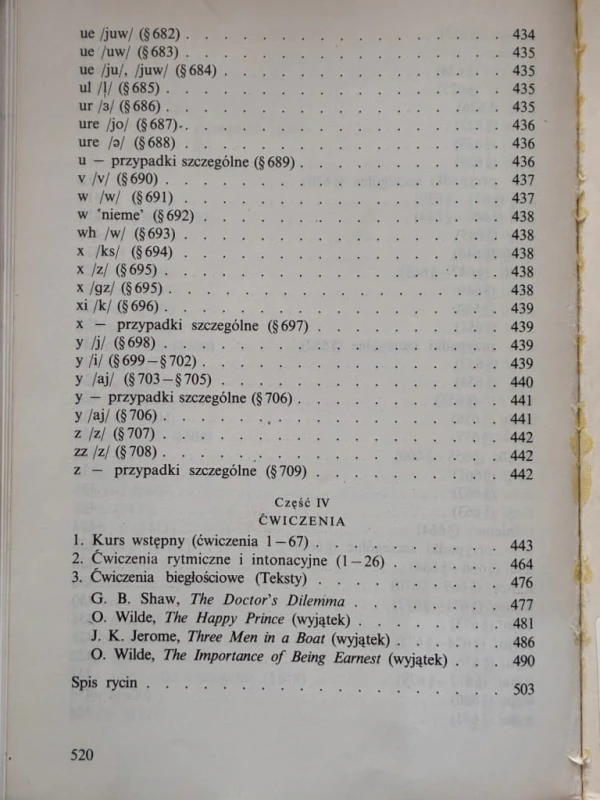 ue /juw/ (§ 682) . . . . . . . . . . . . . . . . . 434
ue /uw/ (§ 683) . . . . . . . . . . . . . . . . . 435
ue /ju/, /juw/ (§ 684) . . . . . . . . . . . . . . . 435
ul /l̩/ (§ 685) . . . . . . . . . . . . . . . . . . 435
ur /ɜ/ (§ 686) . . . . . . . . . . . . . . . . . . 435
ure /jo/ (§ 687) . . . . . . . . . . . . . . . . . 436
ure /ə/ (§ 688) . . . . . . . . . . . . . . . . . 436
u — przypadki szczególne (§ 689) . . . . . . . . . . . 436
v /v/ (§ 690) . . . . . . . . . . . . . . . . . . 437
w /w/ (§ 691) . . . . . . . . . . . . . . . . . . 437
w 'nieme' (§ 692) . . . . . . . . . . . . . . . . 438
wh /w/ (§ 693) . . . . . . . . . . . . . . . . . 438
x /ks/ (§ 694) . . . . . . . . . . . . . . . . . 438
x /z/ (§ 695) . . . . . . . . . . . . . . . . . . 438
x /gz/ (§ 695) . . . . . . . . . . . . . . . . . . 438
xi /k/ (§ 696) . . . . . . . . . . . . . . . . . . 439
x — przypadki szczególne (§ 697) . . . . . . . . . . 439
y /j/ (§ 698) . . . . . . . . . . . . . . . . . . 439
y /i/ (§ 699 – § 702) . . . . . . . . . . . . . . . . 439
y /aj/ (§ 703 – § 705) . . . . . . . . . . . . . . . 440
y — przypadki szczególne (§ 706) . . . . . . . . . . . 441
y /aj/ (§ 706) . . . . . . . . . . . . . . . . . . 441
z /z/ (§ 707) . . . . . . . . . . . . . . . . . . 442
zz /z/ (§ 708) . . . . . . . . . . . . . . . . . . 442
z — przypadki szczególne (§ 709) . . . . . . . . . . 442
Część IV
ĆWICZENIA
1. Kurs wstępny (ćwiczenia 1 – 67) . . . . . . . . . . 443
2. Ćwiczenia rytmiczne i intonacyjne (1 – 26) . . . . . . 464
3. Ćwiczenia biegłościowe (Teksty) . . . . . . . . . . 476
G. B. Shaw, The Doctor's Dilemma . . . . . . . . 477
O. Wilde, The Happy Prince (wyjątek) . . . . . . . 481
J. K. Jerome, Three Men in a Boat (wyjątek) . . . . . . 486
O. Wilde, The Importance of Being Earnest (wyjątek) . . . 490
Spis rycin . . . . . . . . . . . . . . . . . . . 503
520